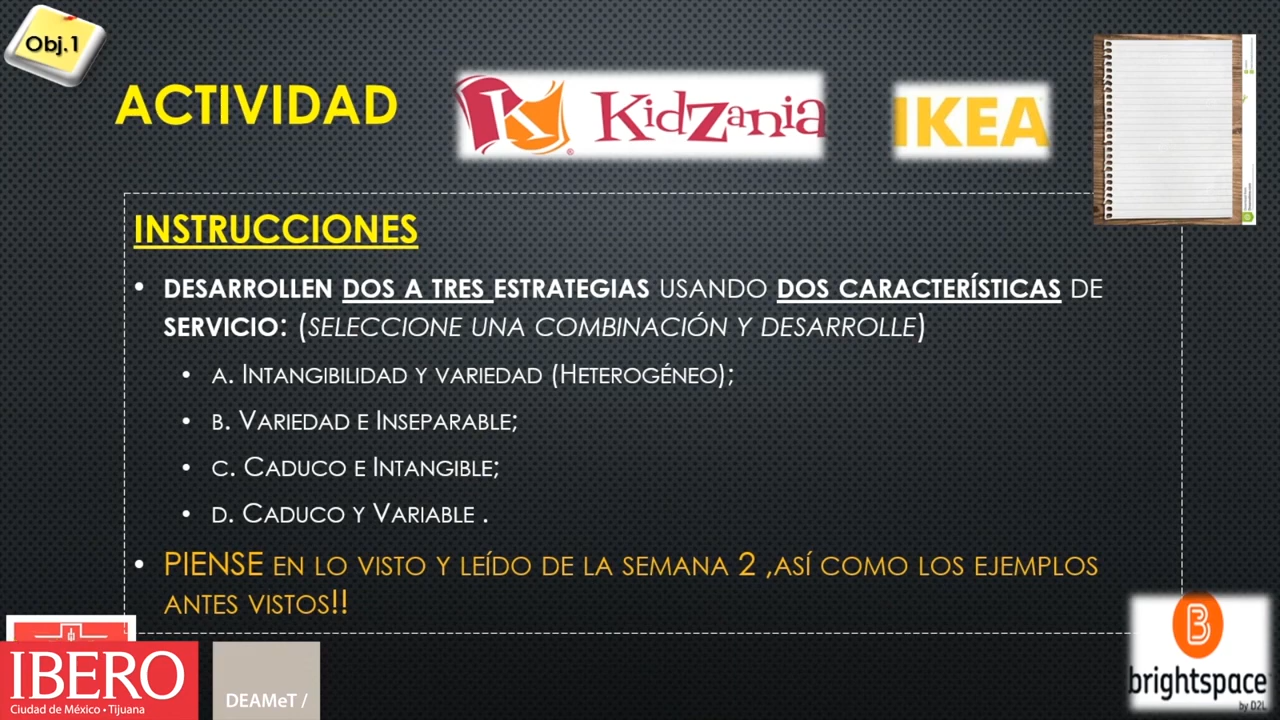 Obj.1
ACTIVIDAD
K KidZania
IKEA
INSTRUCCIONES
• DESARROLLEN DOS A TRES ESTRATEGIAS USANDO DOS CARACTERÍSTICAS DE
SERVICIO: (SELECCIONE UNA COMBINACIÓN Y DESARROLLE)
• A. INTANGIBILIDAD Y VARIEDAD (HETEROGÉNEO);
• B. VARIEDAD E INSEPARABLE;
• C. CADUCO E INTANGIBLE;
• D. CADUCO Y VARIABLE .
• PIENSE EN LO VISTO Y LEÍDO DE LA SEMANA 2 ,ASÍ COMO LOS EJEMPLOS
ANTES VISTOS!!
IBERO
Ciudad de México • Tijuana
DEAMeT /
B
brightspace
by D2L